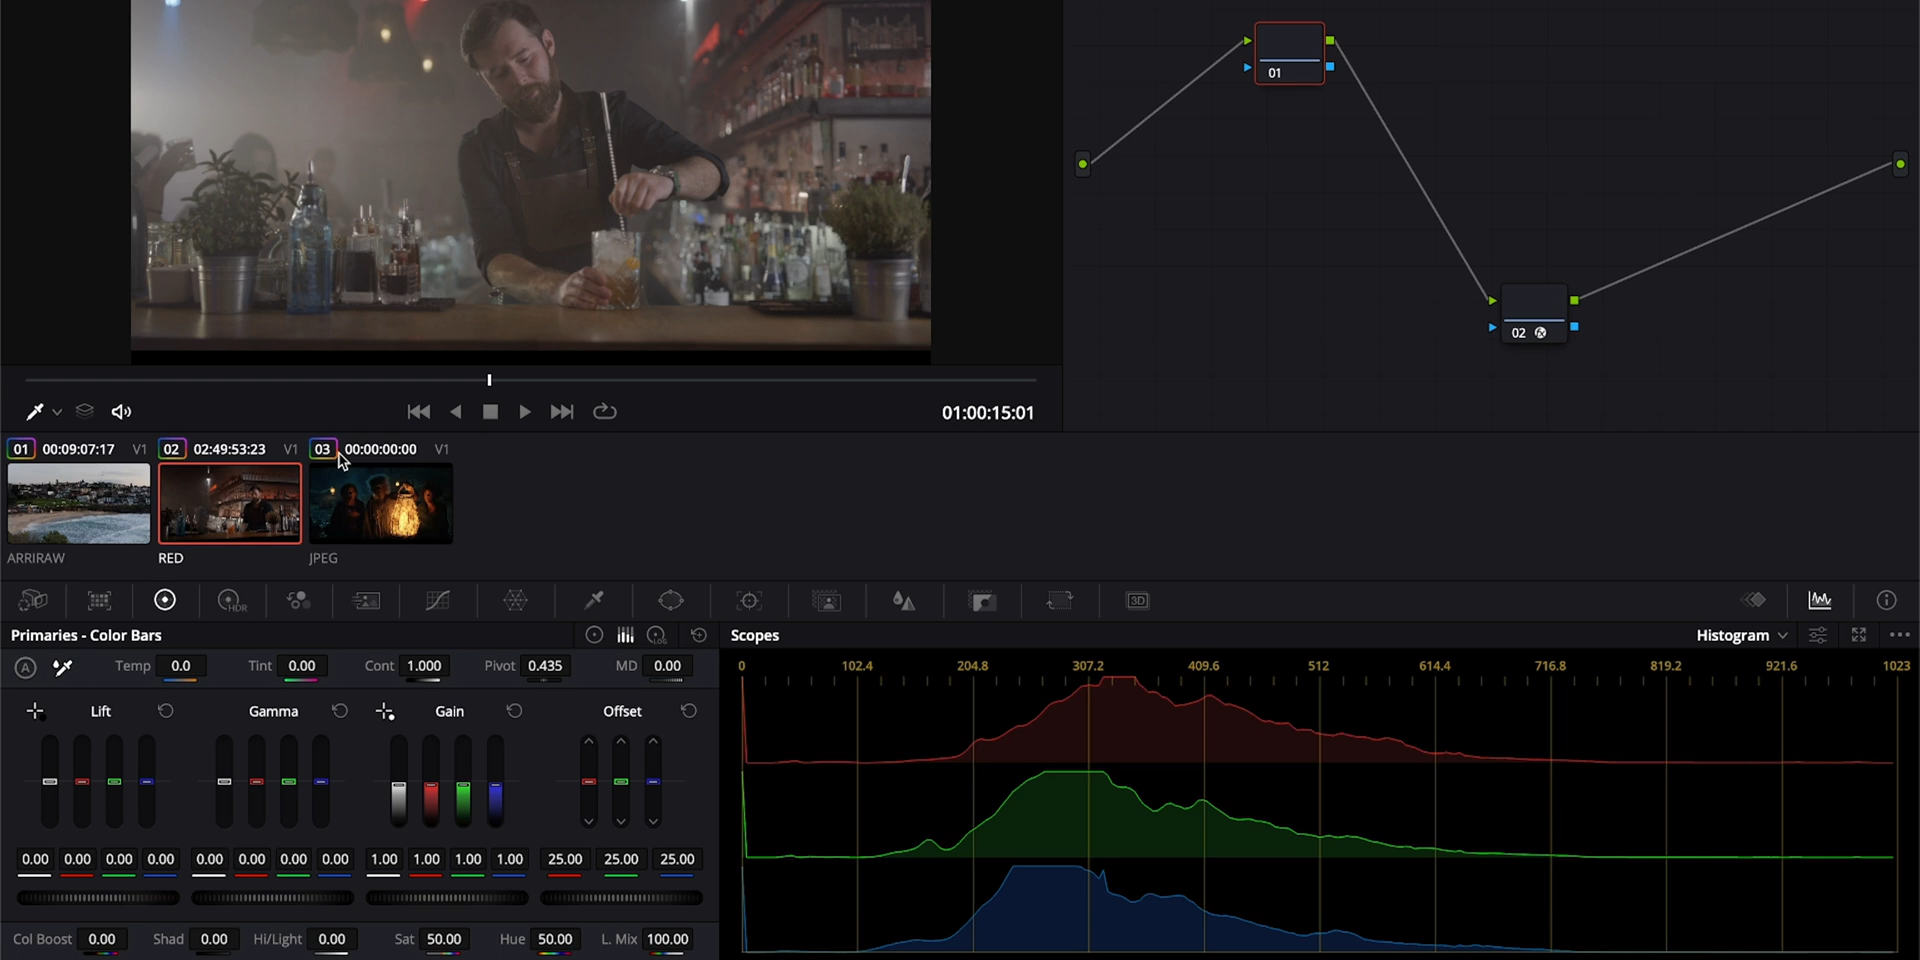 01
02
01:00:15:01
01 00:09:07:17 V1 02 02:49:53:23 V1 03 00:00:00:00 V1
ARRIRAW RED JPEG
HDR 3D
Primaries - Color Bars
LOG
Scopes
Histogram
A Temp 0.0 Tint 0.00 Cont 1.000 Pivot 0.435 MD 0.00
0 102.4 204.8 307.2 409.6 512 614.4 716.8 819.2 921.6 1023
Lift Gamma Gain Offset
0.00 0.00 0.00 0.00 0.00 0.00 0.00 0.00 1.00 1.00 1.00 1.00 25.00 25.00 25.00
Col Boost 0.00 Shad 0.00 Hi/Light 0.00 Sat 50.00 Hue 50.00 L. Mix 100.00